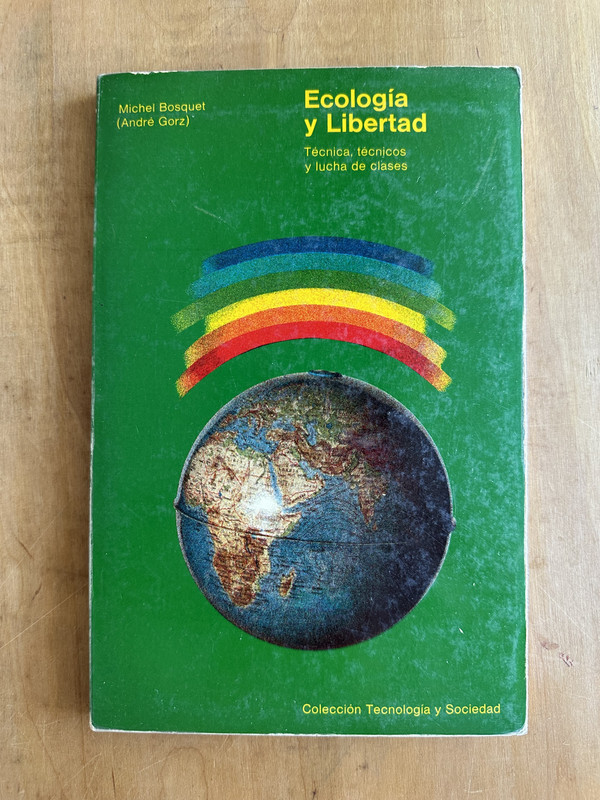 Michel Bosquet
(André Gorz)
Ecología
y Libertad
Técnica, técnicos
y lucha de clases
Colección Tecnología y Sociedad